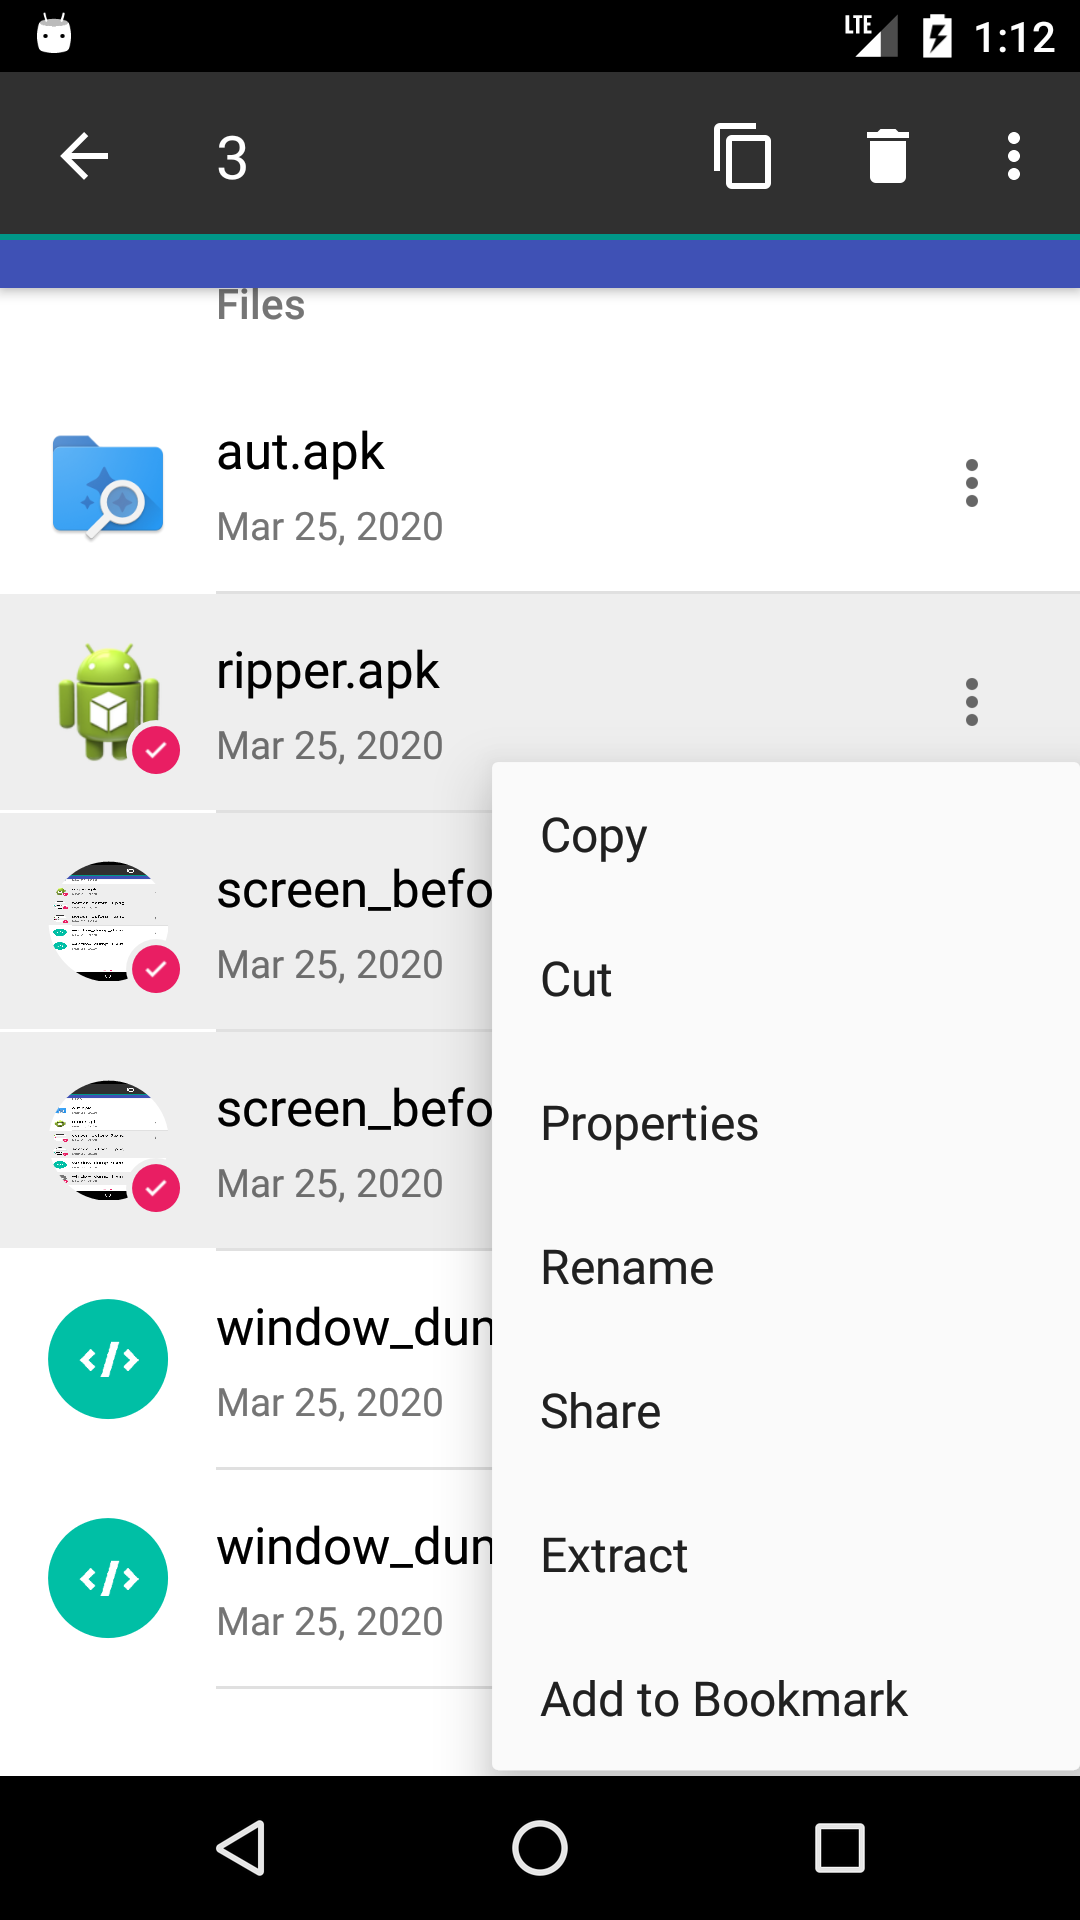 LTE 1:12
3
Files
aut.apk
Mar 25, 2020
ripper.apk
Mar 25, 2020
screen_befo
Mar 25, 2020
screen_befo
Mar 25, 2020
window_dun
Mar 25, 2020
window_dun
Mar 25, 2020
Copy
Cut
Properties
Rename
Share
Extract
Add to Bookmark